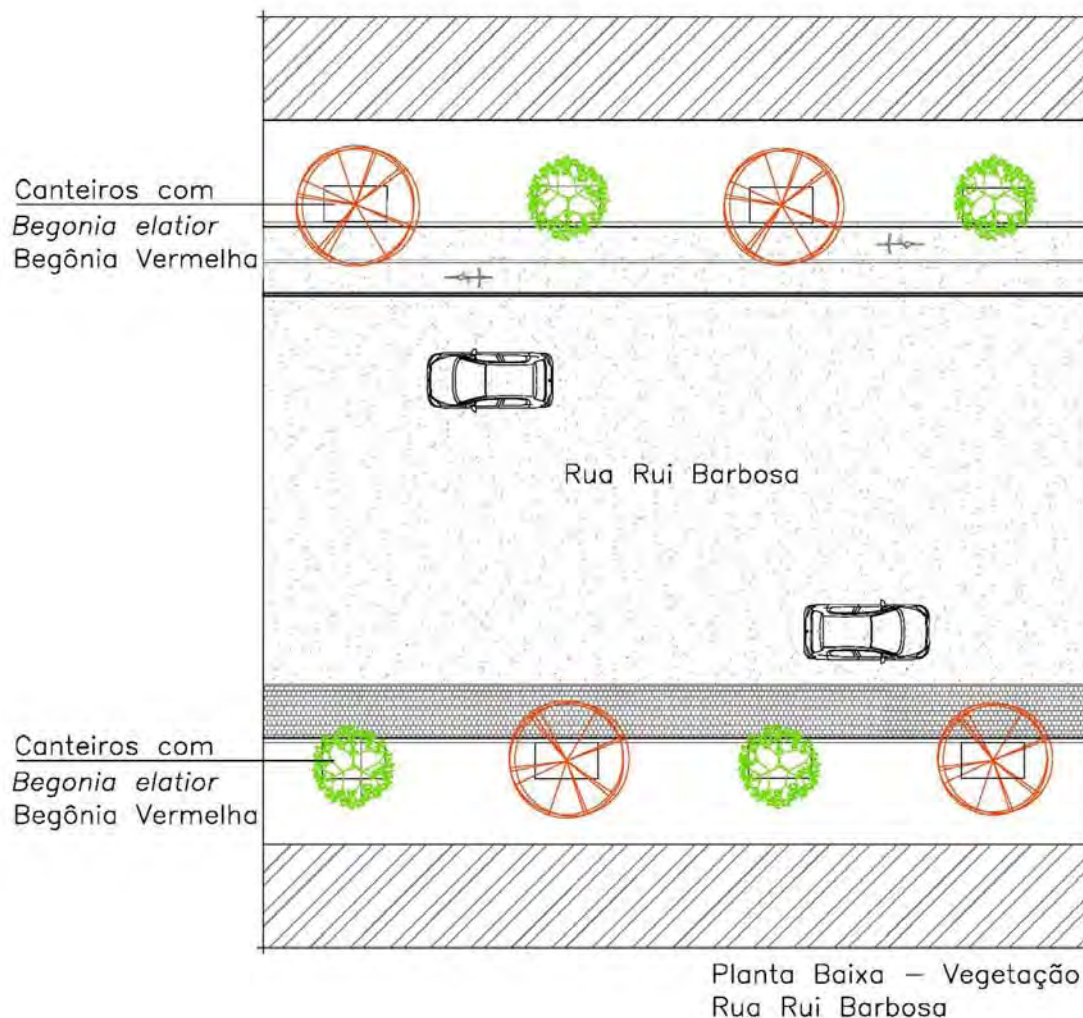 Canteiros com
Begonia elatior
Begônia Vermelha
Rua Rui Barbosa
Canteiros com
Begonia elatior
Begônia Vermelha
Planta Baixa – Vegetação
Rua Rui Barbosa